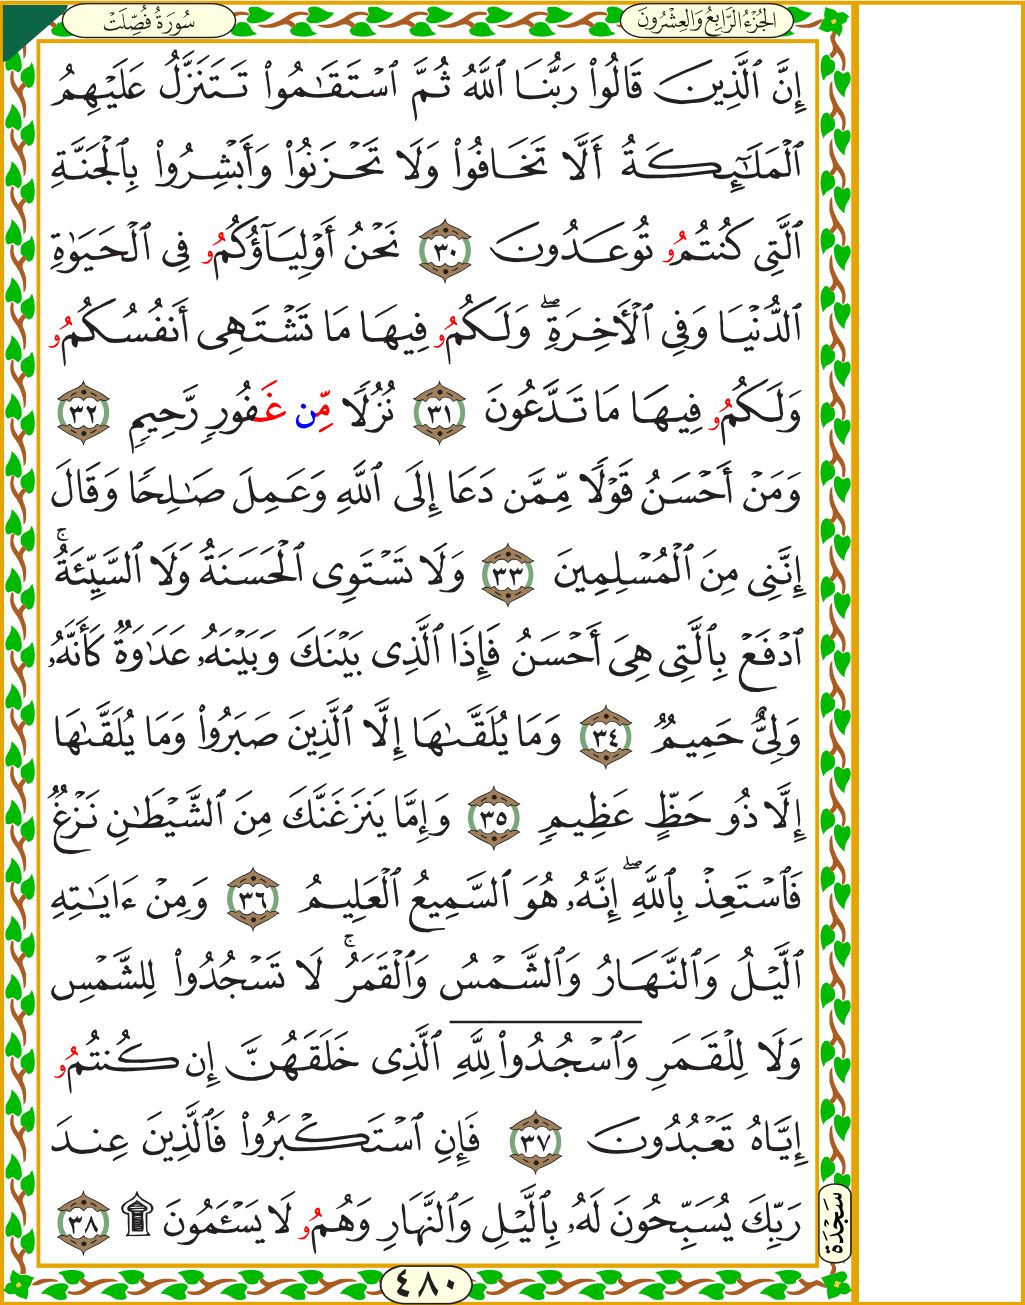 سُورَةُ فُصِّلَتْ
الجُزْءُ الرَّابِعُ وَالعِشْرُونَ
إِنَّ ٱلَّذِينَ قَالُوا۟ رَبُّنَا ٱللَّهُ ثُمَّ ٱسْتَقَـٰمُوا۟ تَتَنَزَّلُ عَلَيْهِمُ
ٱلْمَلَـٰٓئِكَةُ أَلَّا تَخَافُوا۟ وَلَا تَحْزَنُوا۟ وَأَبْشِرُوا۟ بِٱلْجَنَّةِ
ٱلَّتِى كُنتُمُو تُوعَدُونَ ٣٠ نَحْنُ أَوْلِيَآؤُكُمُو فِى ٱلْحَيَوٰةِ
ٱلدُّنْيَا وَفِى ٱلْأَخِرَةِۖ وَلَكُمُو فِيهَا مَا تَشْتَهِى أَنفُسُكُمُو
وَلَكُمُو فِيهَا مَا تَدَّعُونَ ٣١ نُزُلًا مِّن غَفُورٍ رَّحِيمٍ ٣٢
وَمَنْ أَحْسَنُ قَوْلًا مِّمَّن دَعَا إِلَى ٱللَّهِ وَعَمِلَ صَـٰلِحًا وَقَالَ
إِنَّنِى مِنَ ٱلْمُسْلِمِينَ ٣٣ وَلَا تَسْتَوِى ٱلْحَسَنَةُ وَلَا ٱلسَّيِّئَةُۚ
ٱدْفَعْ بِٱلَّتِى هِىَ أَحْسَنُ فَإِذَا ٱلَّذِى بَيْنَكَ وَبَيْنَهُۥ عَدَٰوَةٌ كَأَنَّهُۥ
وَلِىٌّ حَمِيمٌ ٣٤ وَمَا يُلَقَّىٰهَا إِلَّا ٱلَّذِينَ صَبَرُوا۟ وَمَا يُلَقَّىٰهَا
إِلَّا ذُو حَظٍّ عَظِيمٍ ٣٥ وَإِمَّا يَنزَغَنَّكَ مِنَ ٱلشَّيْطَـٰنِ نَزْغٌ
فَٱسْتَعِذْ بِٱللَّهِۖ إِنَّهُۥ هُوَ ٱلسَّمِيعُ ٱلْعَلِيمُ ٣٦ وَمِنْ ءَايَـٰتِهِ
ٱلَّيْلُ وَٱلنَّهَارُ وَٱلشَّمْسُ وَٱلْقَمَرُۚ لَا تَسْجُدُوا۟ لِلشَّمْسِ
وَلَا لِلْقَمَرِ وَٱسْجُدُوا۟ لِلَّهِ ٱلَّذِى خَلَقَهُنَّ إِن كُنتُمُو
إِيَّاهُ تَعْبُدُونَ ٣٧ فَإِنِ ٱسْتَكْبَرُوا۟ فَٱلَّذِينَ عِندَ
رَبِّكَ يُسَبِّحُونَ لَهُۥ بِٱلَّيْلِ وَٱلنَّهَارِ وَهُمُو لَا يَسْـَٔمُونَ ۩ ٣٨
سَجْدَة
٤٨٠